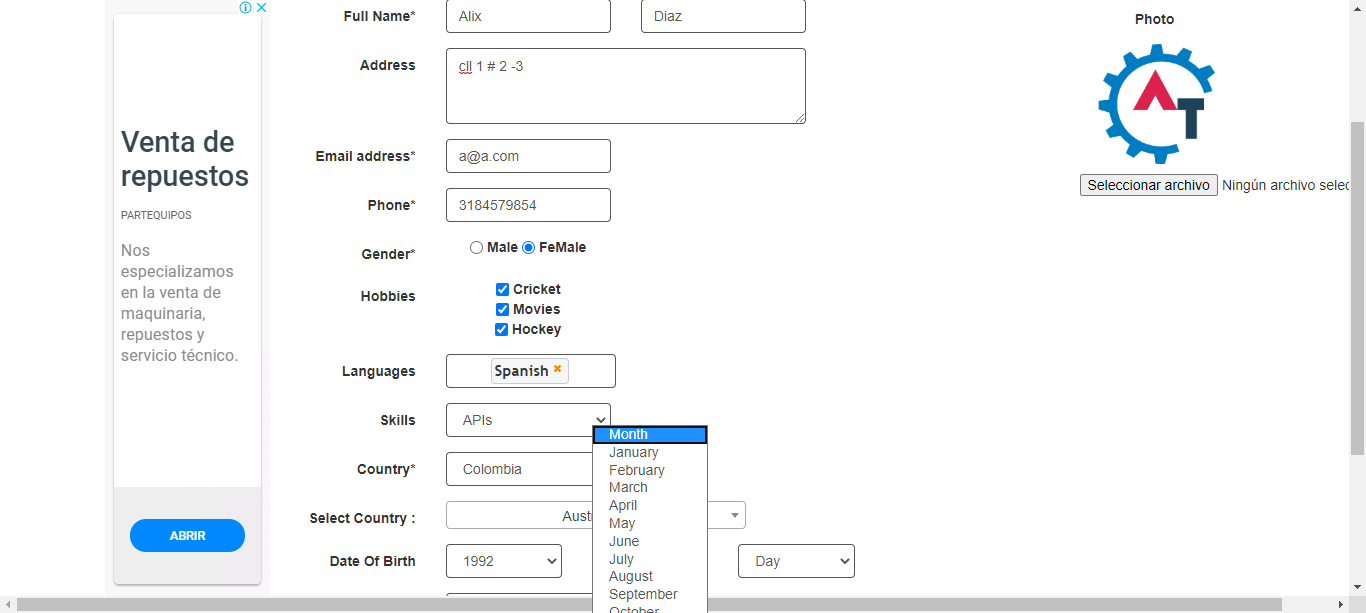 Venta de
repuestos
PARTEQUIPOS
Nos
especializamos
en la venta de
maquinaria,
repuestos y
servicio técnico.
ABRIR
Full Name* Alix Diaz
Address cll 1 # 2 -3
Email address* a@a.com
Phone* 3184579854
Gender* Male FeMale
Hobbies Cricket
Movies
Hockey
Languages Spanish
Skills APIs
Country* Colombia
Select Country :
Date Of Birth 1992 Day
Month
January
February
March
April
May
June
July
August
September
October
Photo
AT
Seleccionar archivo Ningún archivo